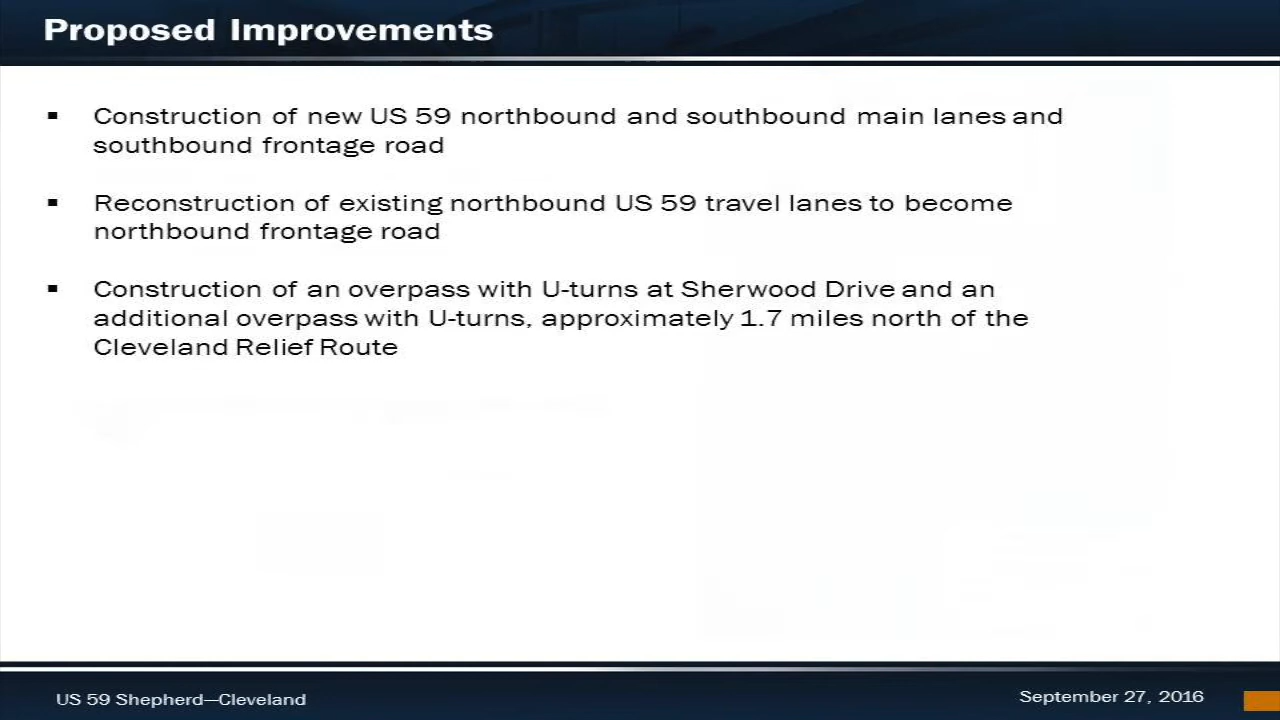 Proposed Improvements
▪ Construction of new US 59 northbound and southbound main lanes and
southbound frontage road
▪ Reconstruction of existing northbound US 59 travel lanes to become
northbound frontage road
▪ Construction of an overpass with U-turns at Sherwood Drive and an
additional overpass with U-turns, approximately 1.7 miles north of the
Cleveland Relief Route
US 59 Shepherd—Cleveland
September 27, 2016